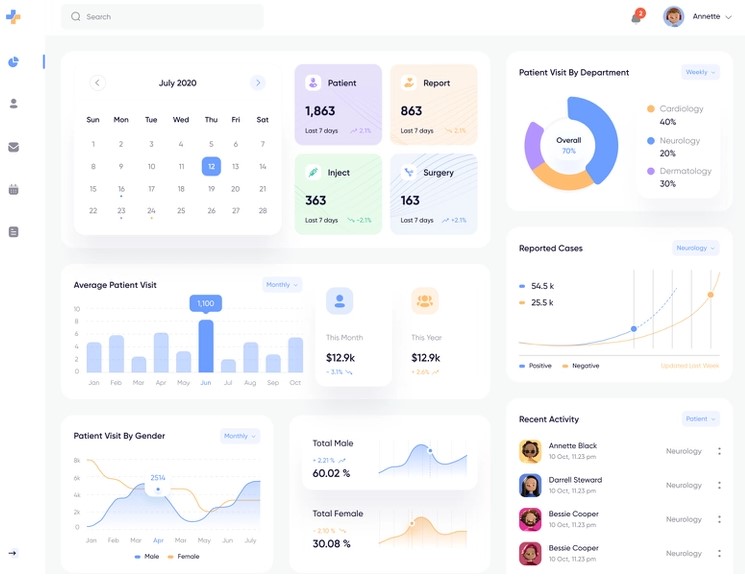 Search
2
Annette
July 2020
Sun Mon Tue Wed Thu Fri Sat
1 2 3 4 5 6 7
8 9 10 11 12 13 14
15 16 17 18 19 20 21
22 23 24 25 26 27 28
Patient
1,863
Last 7 days 2.1%
Report
863
Last 7 days 2.1%
Inject
363
Last 7 days -2.1%
Surgery
163
Last 7 days +2.1%
Patient Visit By Department
Weekly
Overall
70%
Cardiology
40%
Neurology
20%
Dermatology
30%
Average Patient Visit
Monthly
1,100
10
8
6
4
2
0
Jan Feb Mar Apr May Jun Jul Aug Sep Oct
This Month
$12.9k
- 3.1%
This Year
$12.9k
Reported Cases
Neurology
54.5 k
25.5 k
Positive Negative Updated Last Week
Patient Visit By Gender
Monthly
8k
6k
4k
2k
0
2514
Jan Feb Mar Apr Mar May Jun July
Male Female
Total Male
+ 2.21 %
60.02 %
Total Female
- 2.10 %
30.08 %
Recent Activity
Patient
Annette Black
10 Oct, 11.23 pm
Neurology
Darrell Steward
10 Oct, 11.23 pm
Neurology
Bessie Cooper
10 Oct, 11.23 pm
Neurology
Bessie Cooper
10 Oct, 11.23 pm
Neurology